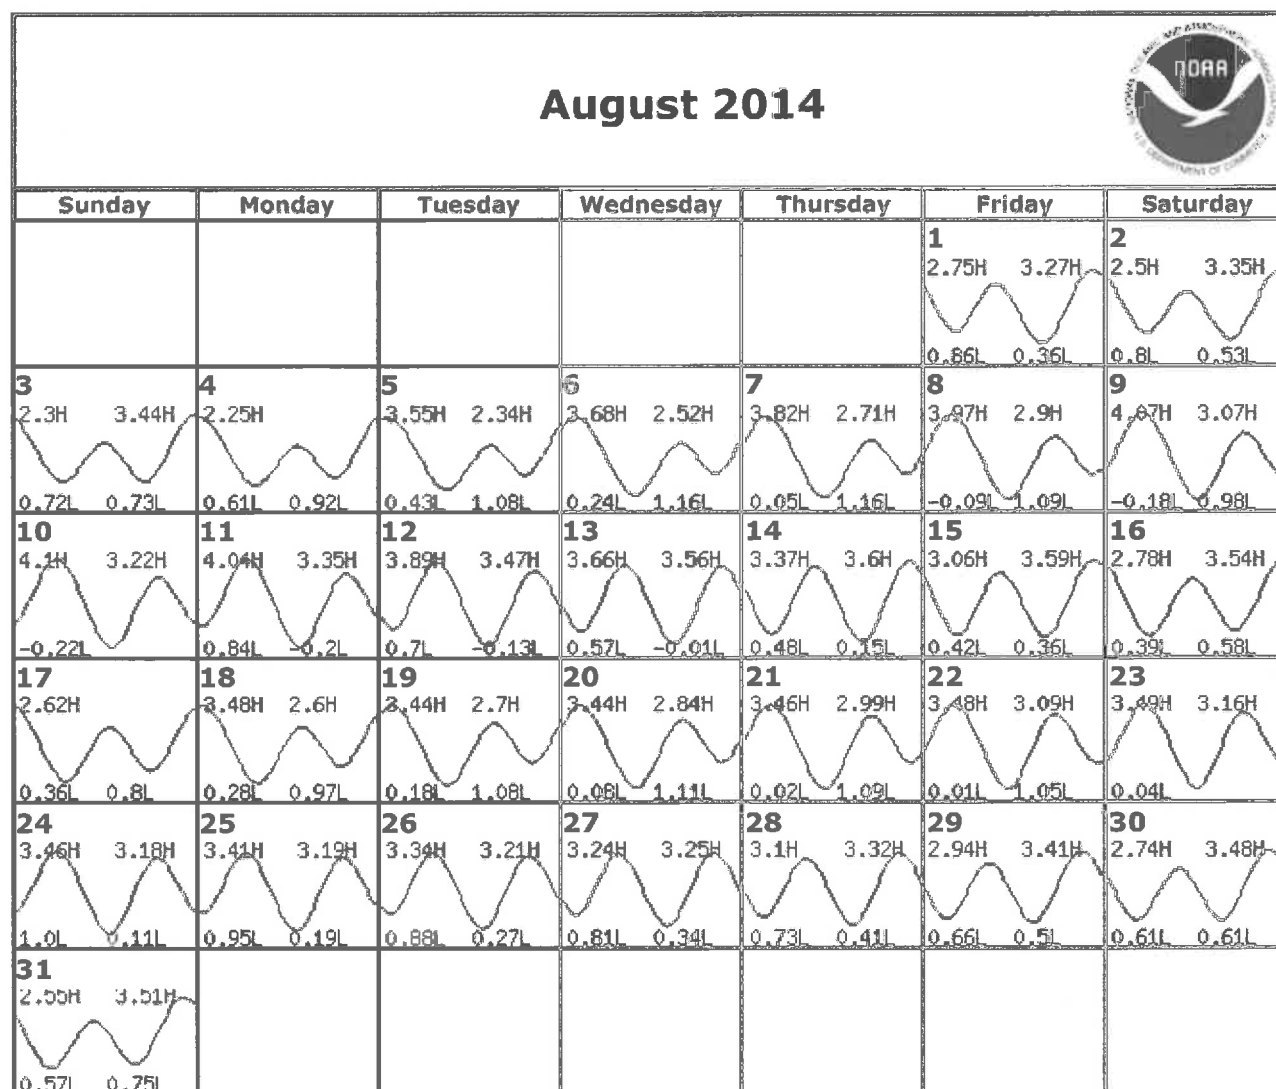 August 2014
NOAA
NATIONAL OCEANIC AND ATMOSPHERIC ADMINISTRATION
U.S. DEPARTMENT OF COMMERCE
Sunday Monday Tuesday Wednesday Thursday Friday Saturday
1 2
2.75H 3.27H 2.5H 3.35H
0.86L 0.36L 0.8L 0.53L
3 4 5 6 7 8 9
2.3H 3.44H 2.25H 3.55H 2.34H 3.68H 2.52H 3.82H 2.71H 3.97H 2.9H 4.07H 3.07H
0.72L 0.73L 0.61L 0.92L 0.43L 1.08L 0.24L 1.16L 0.05L 1.16L -0.09L 1.09L -0.18L 0.98L
10 11 12 13 14 15 16
4.1H 3.22H 4.04H 3.35H 3.89H 3.47H 3.66H 3.56H 3.37H 3.6H 3.06H 3.59H 2.78H 3.54H
-0.22L 0.84L -0.2L 0.7L -0.13L 0.57L -0.01L 0.48L 0.15L 0.42L 0.36L 0.39L 0.58L
17 18 19 20 21 22 23
2.62H 3.48H 2.6H 3.44H 2.7H 3.44H 2.84H 3.46H 2.99H 3.48H 3.09H 3.49H 3.16H
0.36L 0.8L 0.28L 0.97L 0.18L 1.08L 0.08L 1.11L 0.02L 1.09L 0.01L 1.05L 0.04L
24 25 26 27 28 29 30
3.46H 3.18H 3.41H 3.19H 3.34H 3.21H 3.24H 3.25H 3.1H 3.32H 2.94H 3.41H 2.74H 3.48H
1.0L 0.11L 0.95L 0.19L 0.88L 0.27L 0.81L 0.34L 0.73L 0.41L 0.66L 0.5L 0.61L 0.61L
31
2.55H 3.51H
0.57L 0.75L